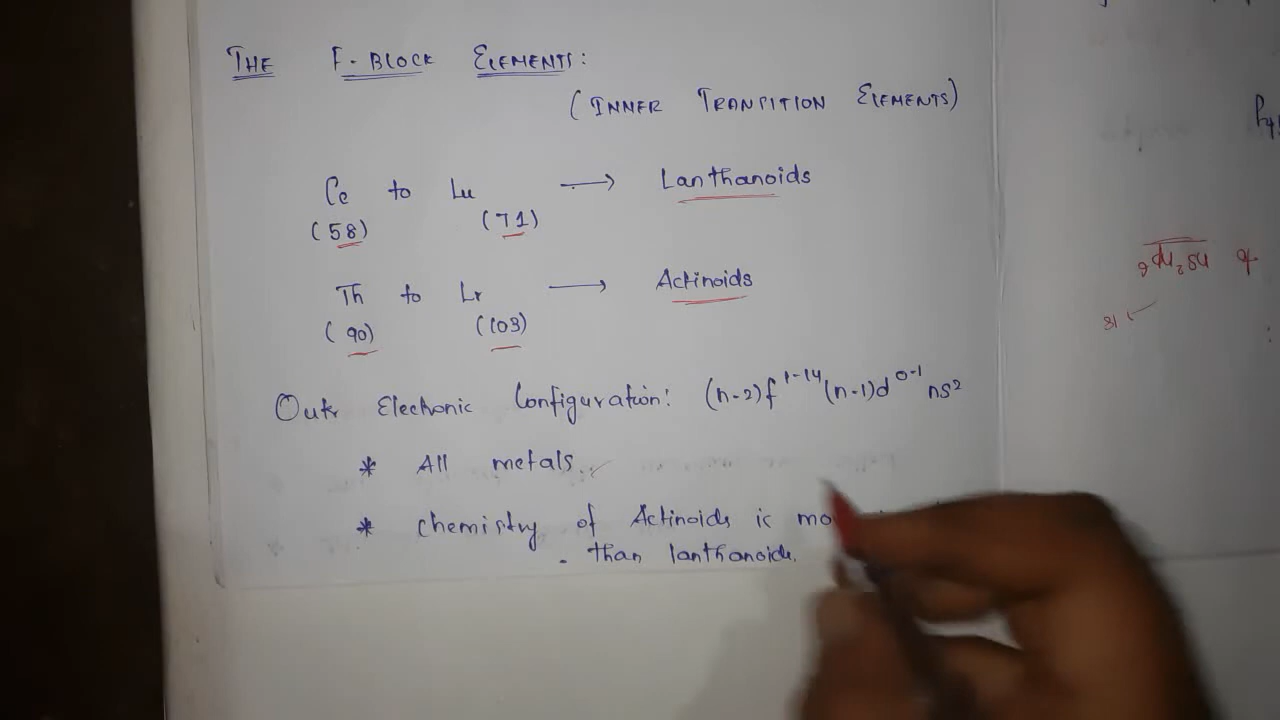 THE F-BLOCK ELEMENTS:
(INNER TRANSITION ELEMENTS)
Ce to Lu → Lanthanoids
(58) (71)
Th to Lr → Actinoids
(90) (103)
Outer Electronic Configuration: (n-2)f¹⁻¹⁴(n-1)d⁰⁻¹ ns²
* All metals.
* Chemistry of Actinoids is
than lanthanoids.